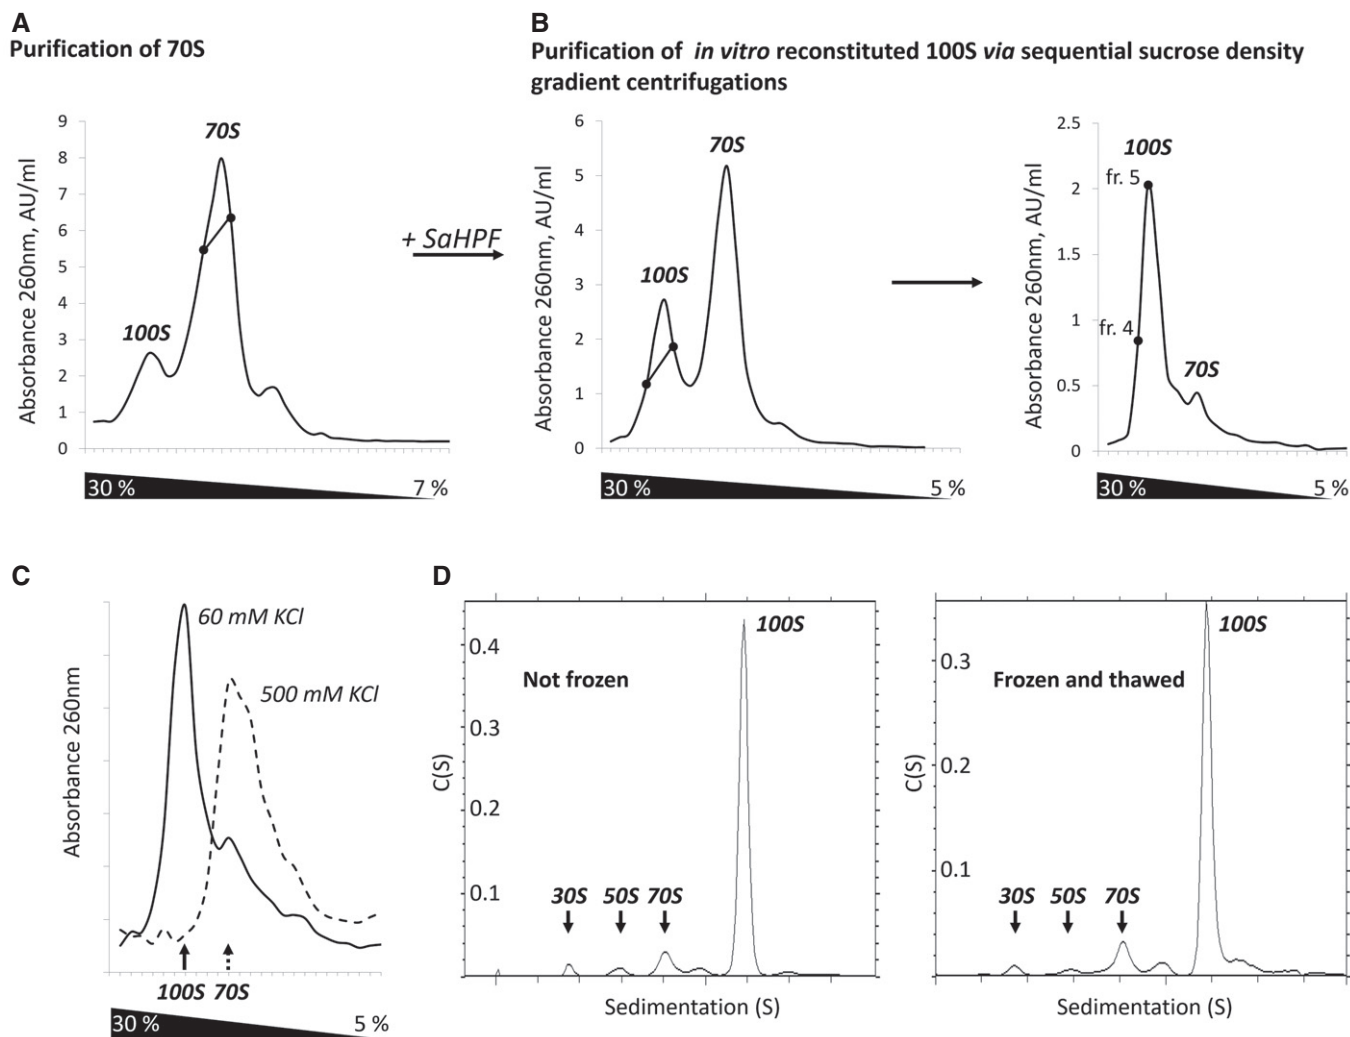 A
Purification of 70S
Absorbance 260nm, AU/ml
9
8
7
6
5
4
3
2
1
0
100S
70S
30 %
7 %
+ SaHPF
B
Purification of in vitro reconstituted 100S via sequential sucrose density
gradient centrifugations
Absorbance 260nm, AU/ml
6
5
4
3
2
1
0
100S
70S
30 %
5 %
Absorbance 260nm, AU/ml
2.5
2
1.5
1
0.5
0
100S
fr. 5
fr. 4
70S
30 %
5 %
C
Absorbance 260nm
60 mM KCl
500 mM KCl
100S
70S
30 %
5 %
D
C(S)
0.4
0.3
0.2
0.1
Not frozen
100S
30S
50S
70S
Sedimentation (S)
C(S)
0.3
0.2
0.1
Frozen and thawed
100S
30S
50S
70S
Sedimentation (S)